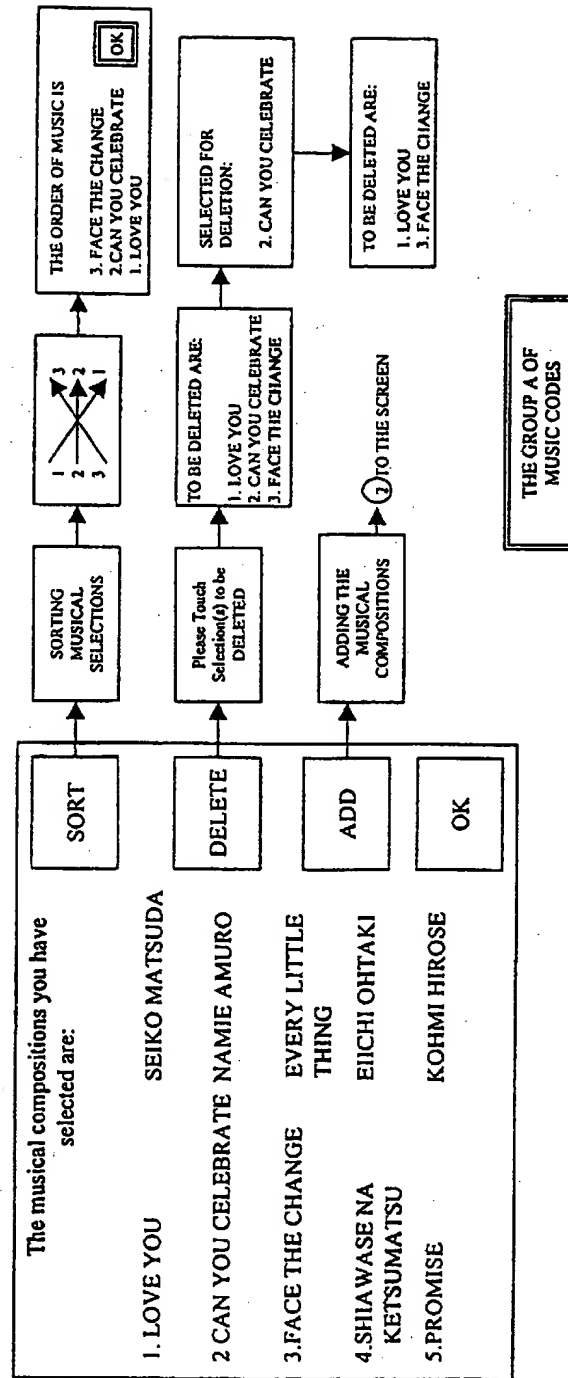 The musical compositions you have
selected are:
1. LOVE YOU
SEIKO MATSUDA
2 CAN YOU CELEBRATE
NAMIE AMURO
3.FACE THE CHANGE
EVERY LITTLE
THING
4.SHIAWASE NA
KETSUMATSU
EIICHI OHTAKI
5.PROMISE
KOHMI HIROSE
SORT
DELETE
ADD
OK
SORTING
MUSICAL
SELECTIONS
1
2
3
3
2
1
THE ORDER OF MUSIC IS
3. FACE THE CHANGE
2.CAN YOU CELEBRATE
1. LOVE YOU
OK
Please Touch
Selection(s) to be
DELETED
TO BE DELETED ARE:
1. LOVE YOU
2. CAN YOU CELEBRATE
3. FACE THE CHANGE
SELECTED FOR
DELETION:
2. CAN YOU CELEBRATE
TO BE DELETED ARE:
1. LOVE YOU
3. FACE THE CHANGE
ADDING THE
MUSICAL
COMPOSITIONS
2 TO THE SCREEN
THE GROUP A OF
MUSIC CODES